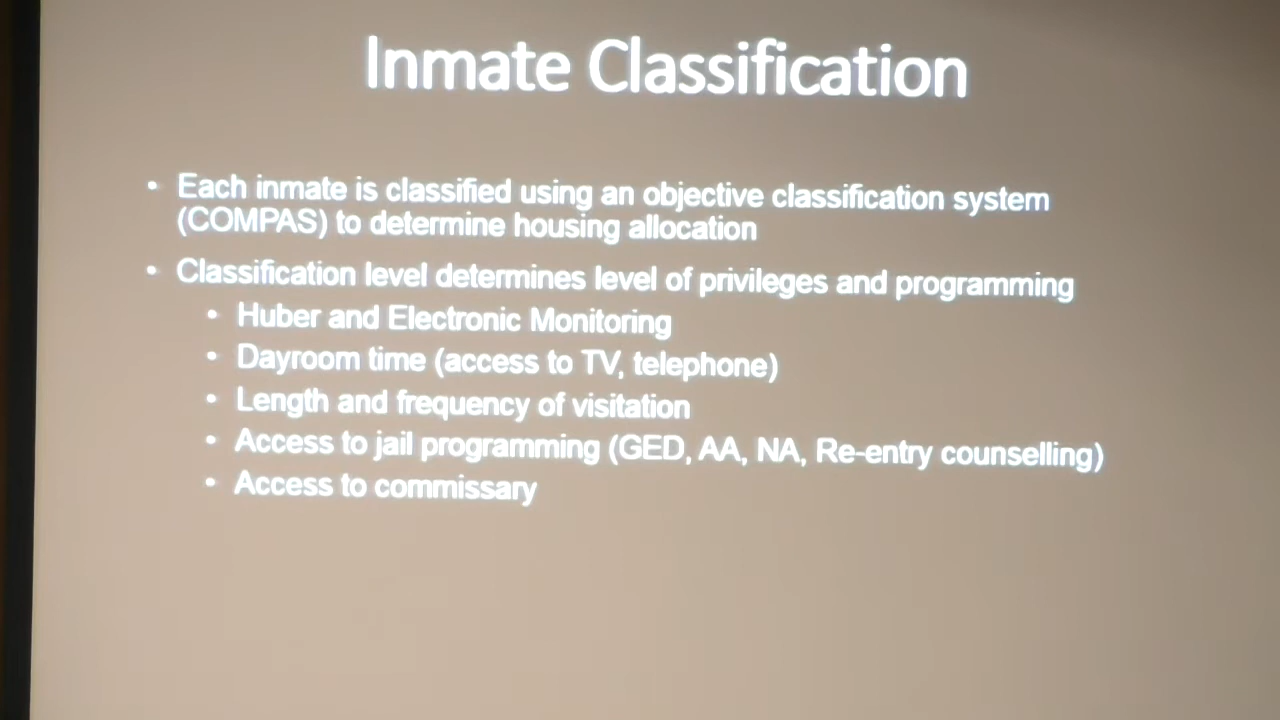 Inmate Classification
• Each inmate is classified using an objective classification system
(COMPAS) to determine housing allocation
• Classification level determines level of privileges and programming
• Huber and Electronic Monitoring
• Dayroom time (access to TV, telephone)
• Length and frequency of visitation
• Access to jail programming (GED, AA, NA, Re-entry counselling)
• Access to commissary